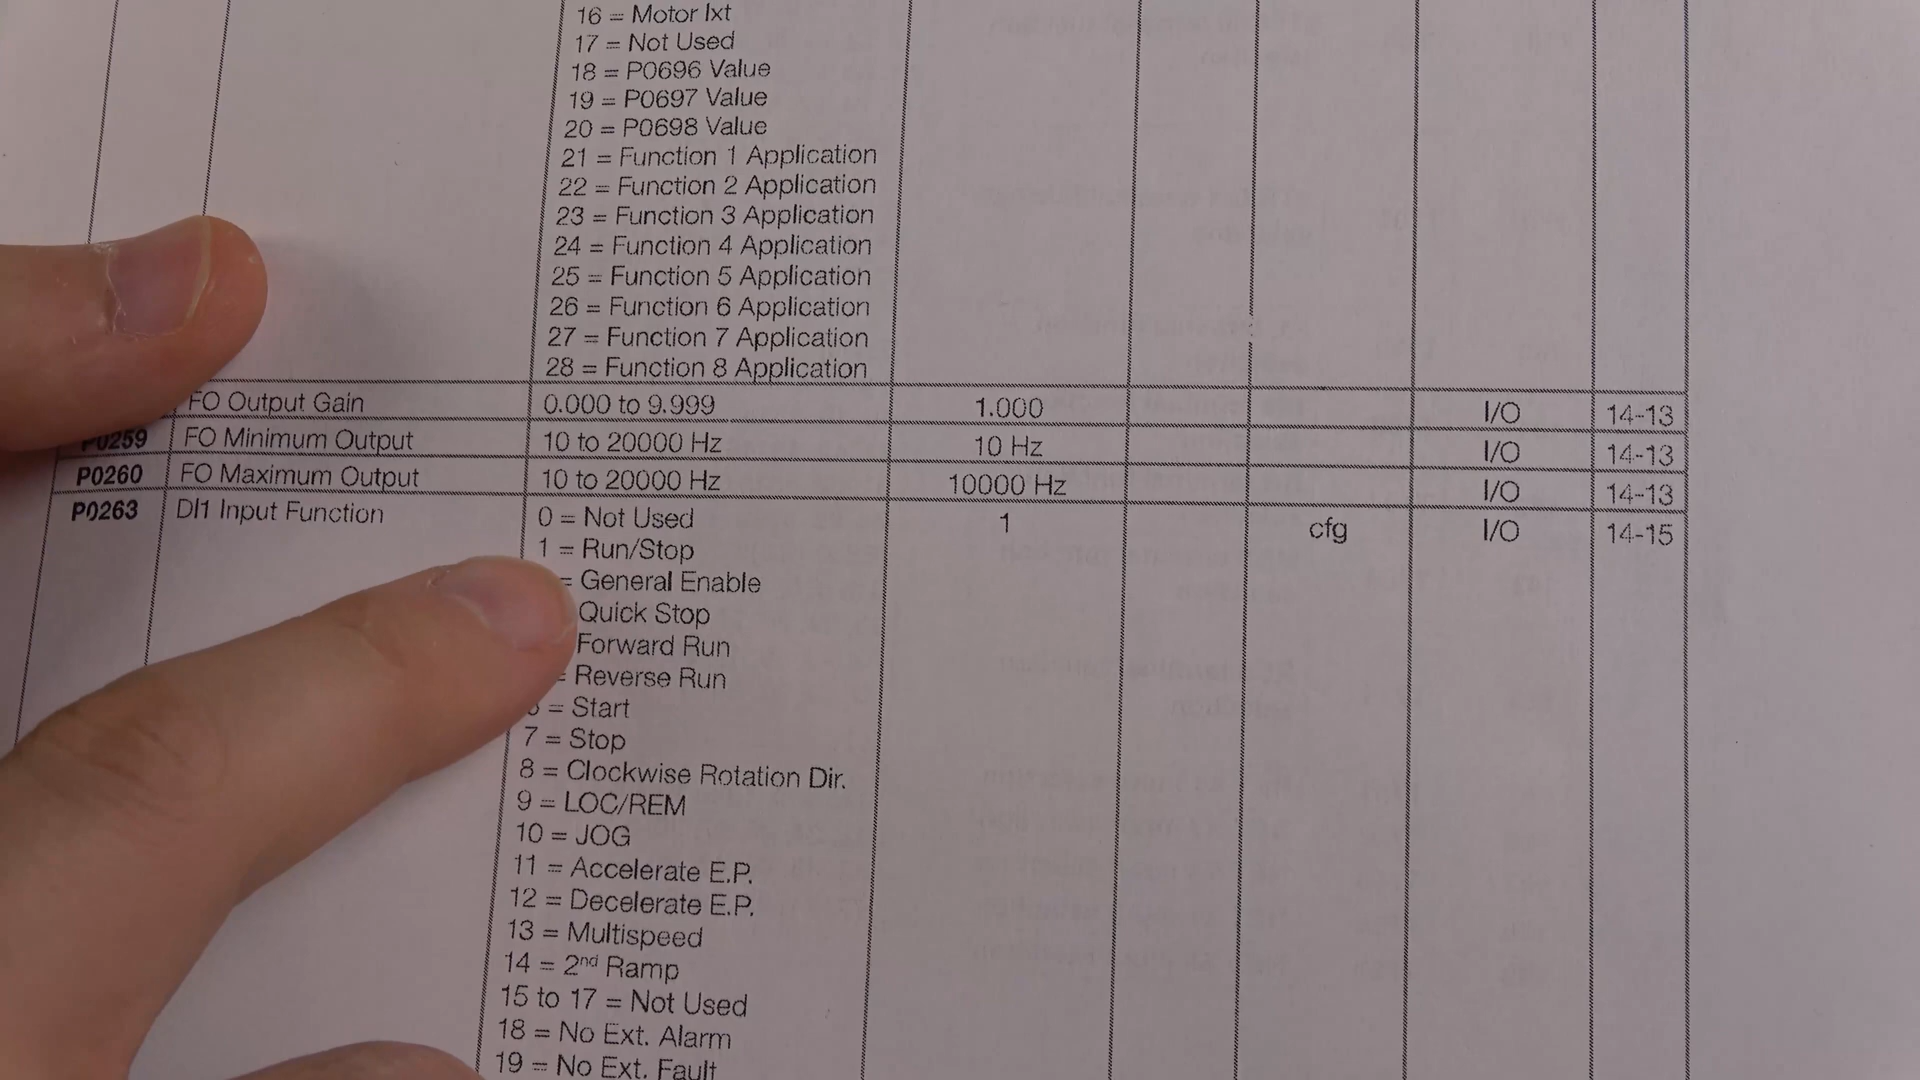 16 = Motor Ixt
17 = Not Used
18 = P0696 Value
19 = P0697 Value
20 = P0698 Value
21 = Function 1 Application
22 = Function 2 Application
23 = Function 3 Application
24 = Function 4 Application
25 = Function 5 Application
26 = Function 6 Application
27 = Function 7 Application
28 = Function 8 Application
FO Output Gain 0.000 to 9.999 1.000 I/O 14-13
P0259 FO Minimum Output 10 to 20000 Hz 10 Hz I/O 14-13
P0260 FO Maximum Output 10 to 20000 Hz 10000 Hz I/O 14-13
P0263 DI1 Input Function 0 = Not Used 1 cfg I/O 14-15
1 = Run/Stop
= General Enable
Quick Stop
Forward Run
= Reverse Run
= Start
7 = Stop
8 = Clockwise Rotation Dir.
9 = LOC/REM
10 = JOG
11 = Accelerate E.P.
12 = Decelerate E.P.
13 = Multispeed
14 = 2nd Ramp
15 to 17 = Not Used
18 = No Ext. Alarm
19 = No Ext. Fault